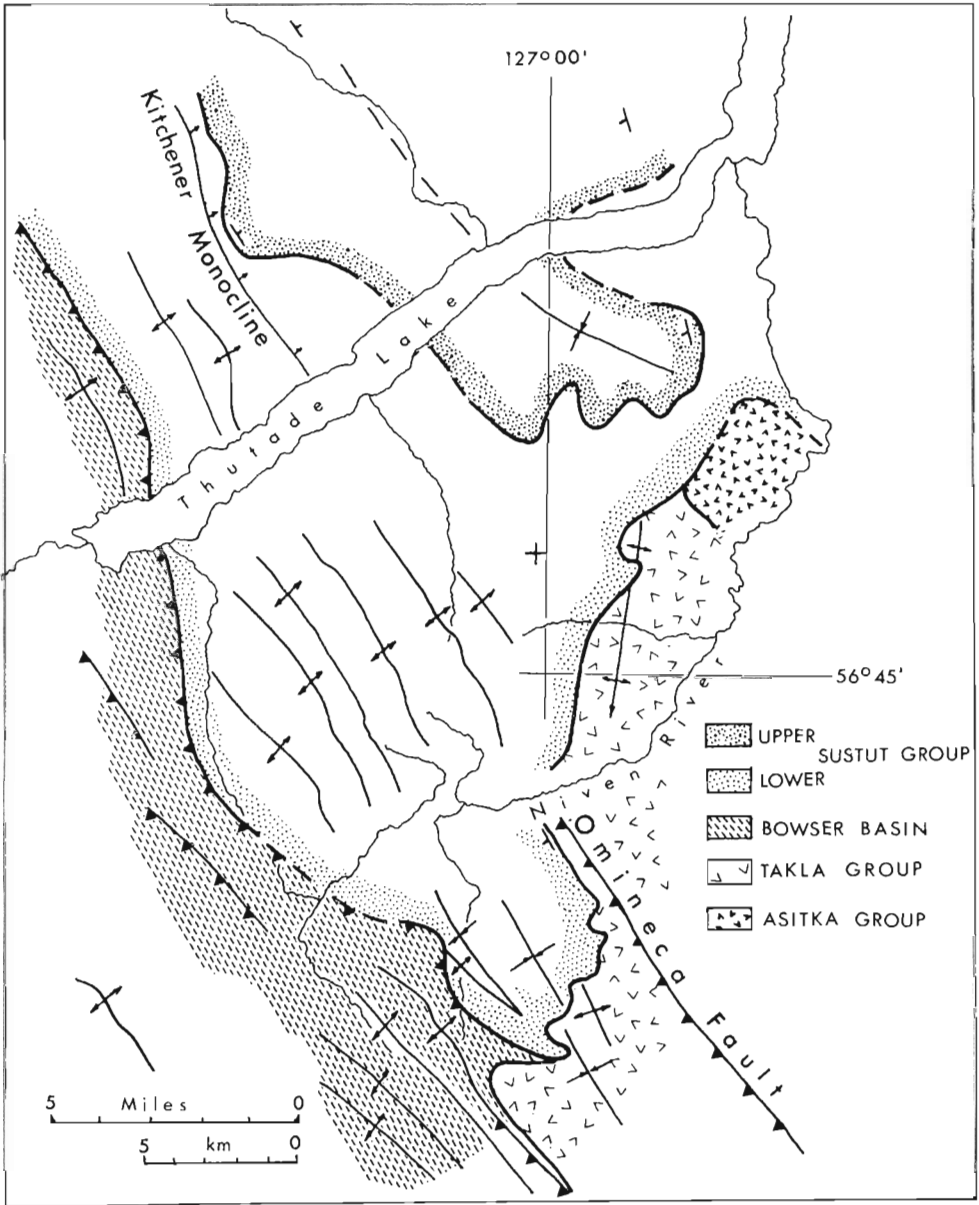 127° 00'
Kitchener
Monocline
Thutade Lake
56° 45'
Niven River
Omineca Fault
UPPER
SUSTUT GROUP
LOWER
BOWSER BASIN
TAKLA GROUP
ASITKA GROUP
5 Miles 0
5 km 0